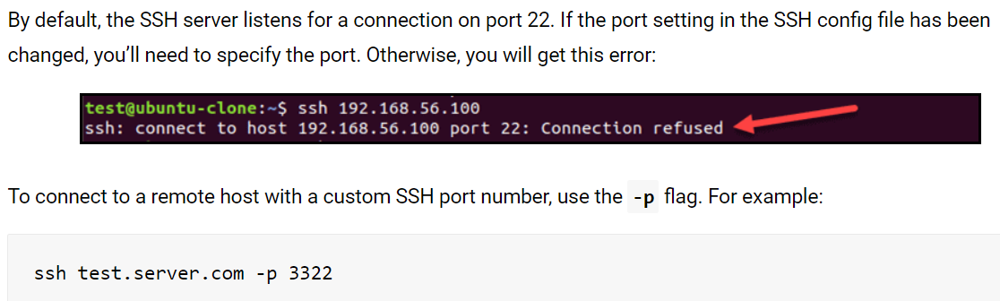 By default, the SSH server listens for a connection on port 22. If the port setting in the SSH config file has been
changed, you’ll need to specify the port. Otherwise, you will get this error:
test@ubuntu-clone:~$ ssh 192.168.56.100
ssh: connect to host 192.168.56.100 port 22: Connection refused
To connect to a remote host with a custom SSH port number, use the -p flag. For example:
ssh test.server.com -p 3322